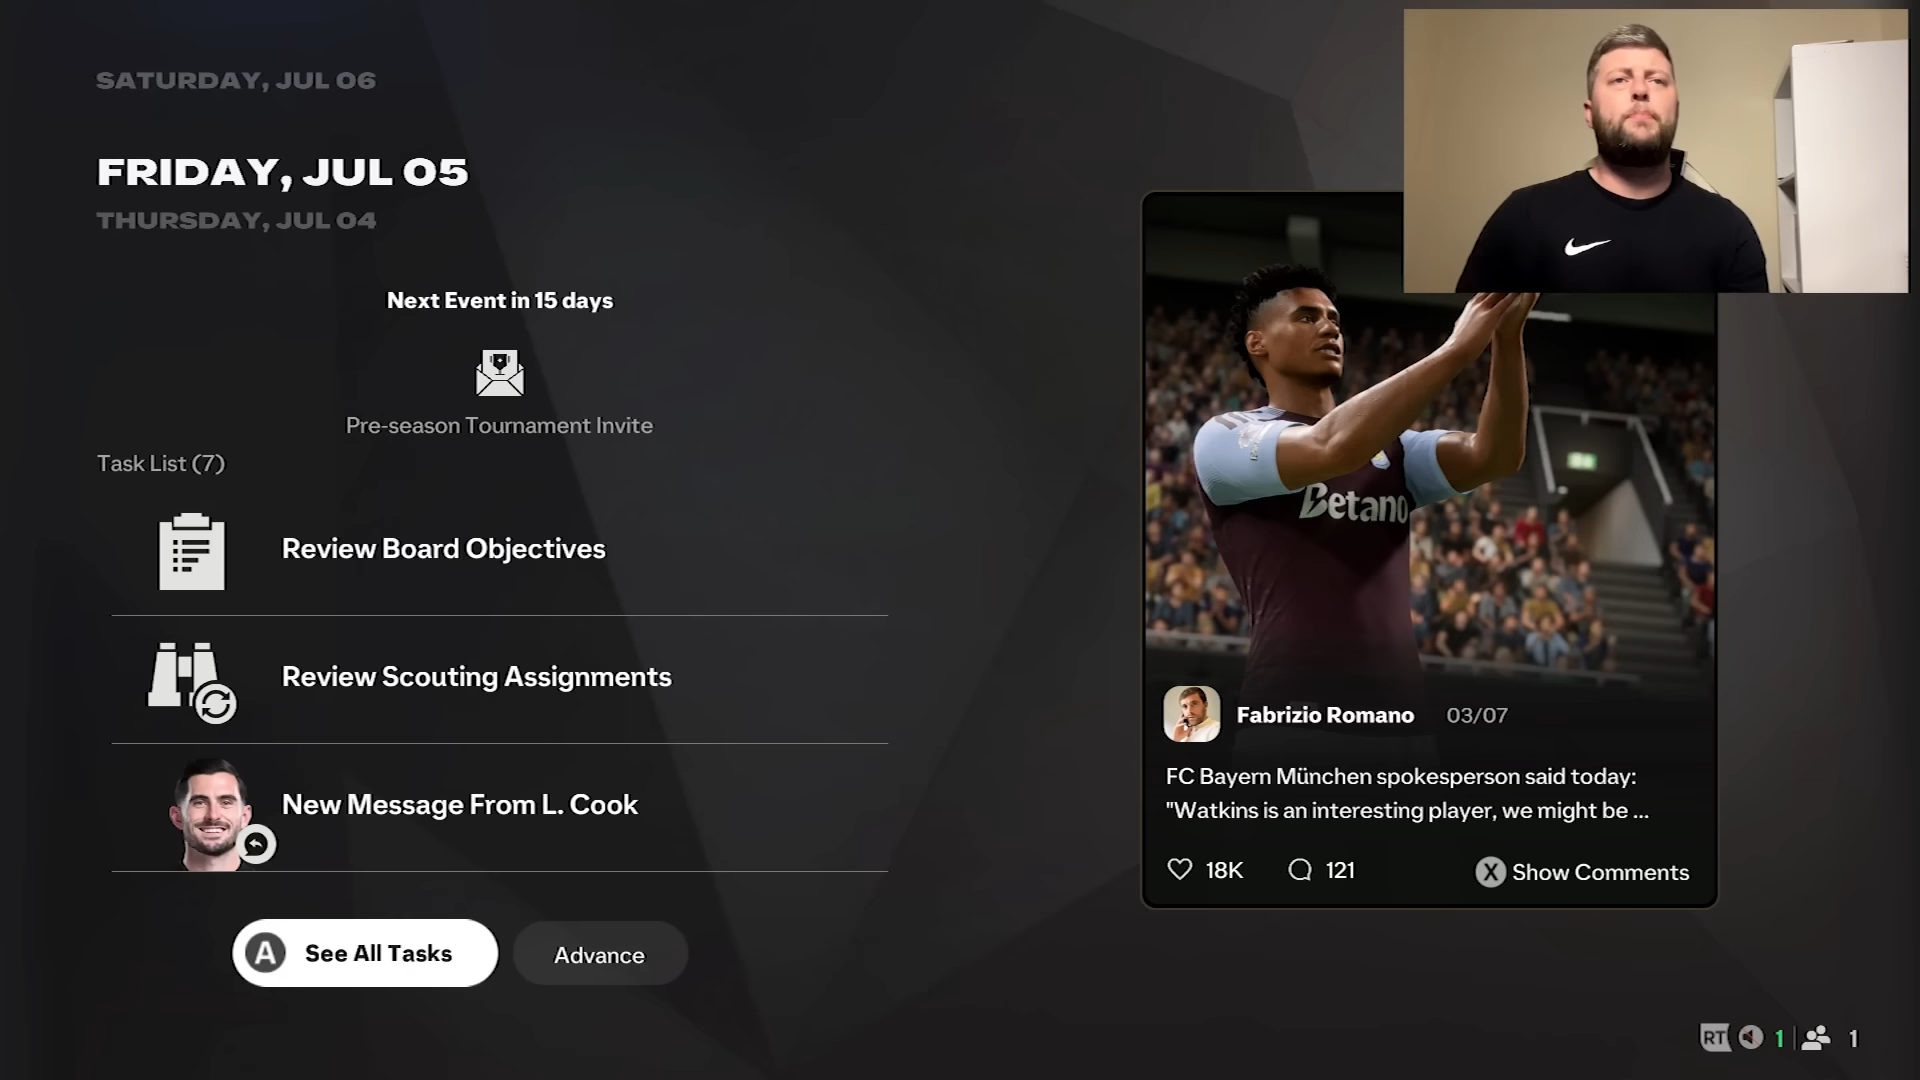 SATURDAY, JUL 06
FRIDAY, JUL 05
THURSDAY, JUL 04
Next Event in 15 days
Pre-season Tournament Invite
Task List (7)
Review Board Objectives
Review Scouting Assignments
New Message From L. Cook
A See All Tasks
Advance
Betano
Fabrizio Romano 03/07
FC Bayern München spokesperson said today:
"Watkins is an interesting player, we might be ...
18K 121 X Show Comments
RT 1 1